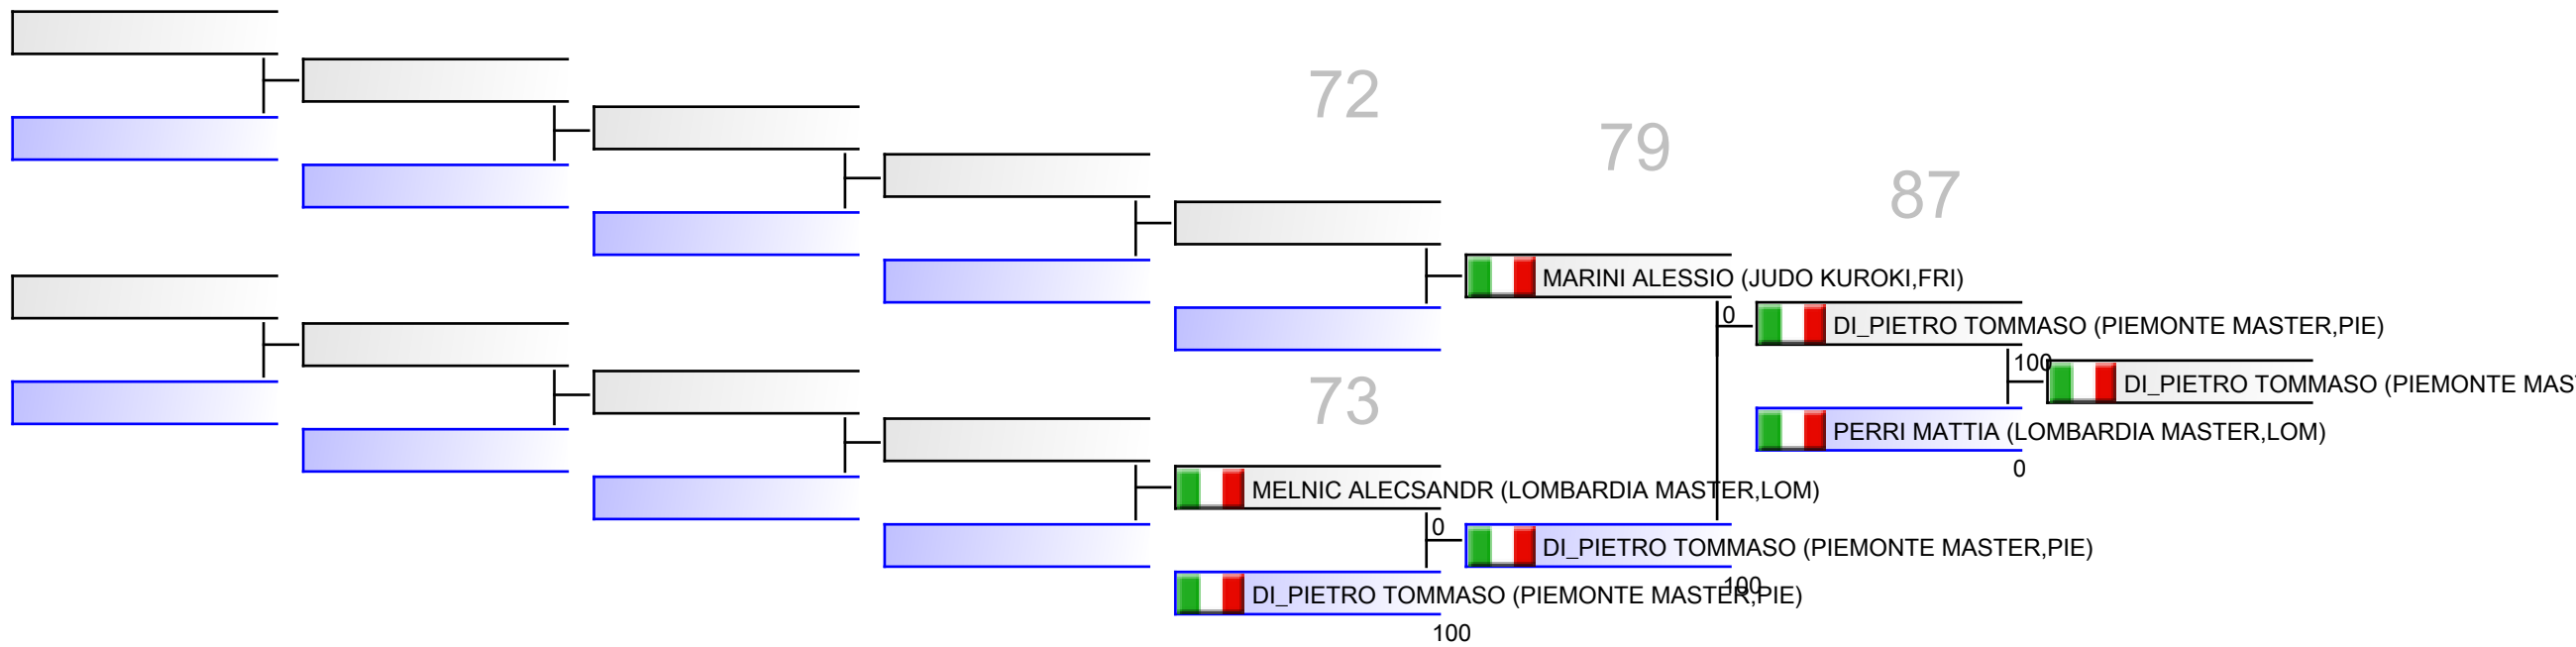 72
79
87
MARINI ALESSIO (JUDO KUROKI,FRI)
0
DI_PIETRO TOMMASO (PIEMONTE MASTER,PIE)
100
DI_PIETRO TOMMASO (PIEMONTE MAS
73
PERRI MATTIA (LOMBARDIA MASTER,LOM)
0
MELNIC ALECSANDR (LOMBARDIA MASTER,LOM)
0
DI_PIETRO TOMMASO (PIEMONTE MASTER,PIE)
100
DI_PIETRO TOMMASO (PIEMONTE MASTER,PIE)
100